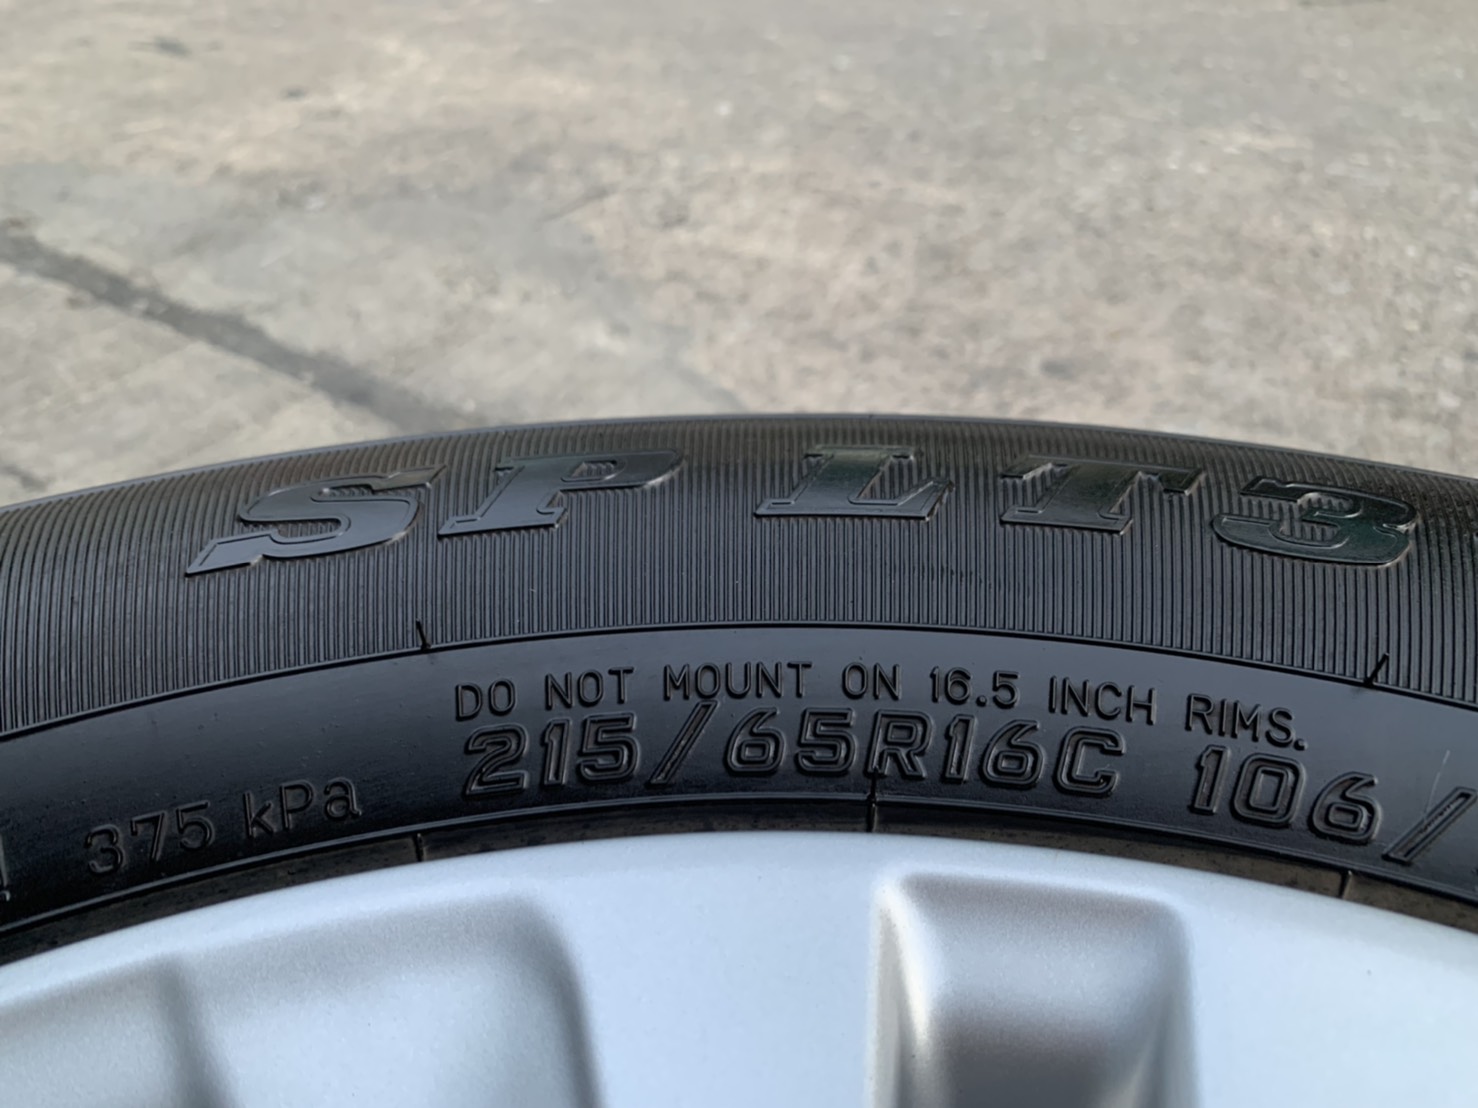 SP LT3
DO NOT MOUNT ON 16.5 INCH RIMS.
215/65R16C 106/
375 kPa